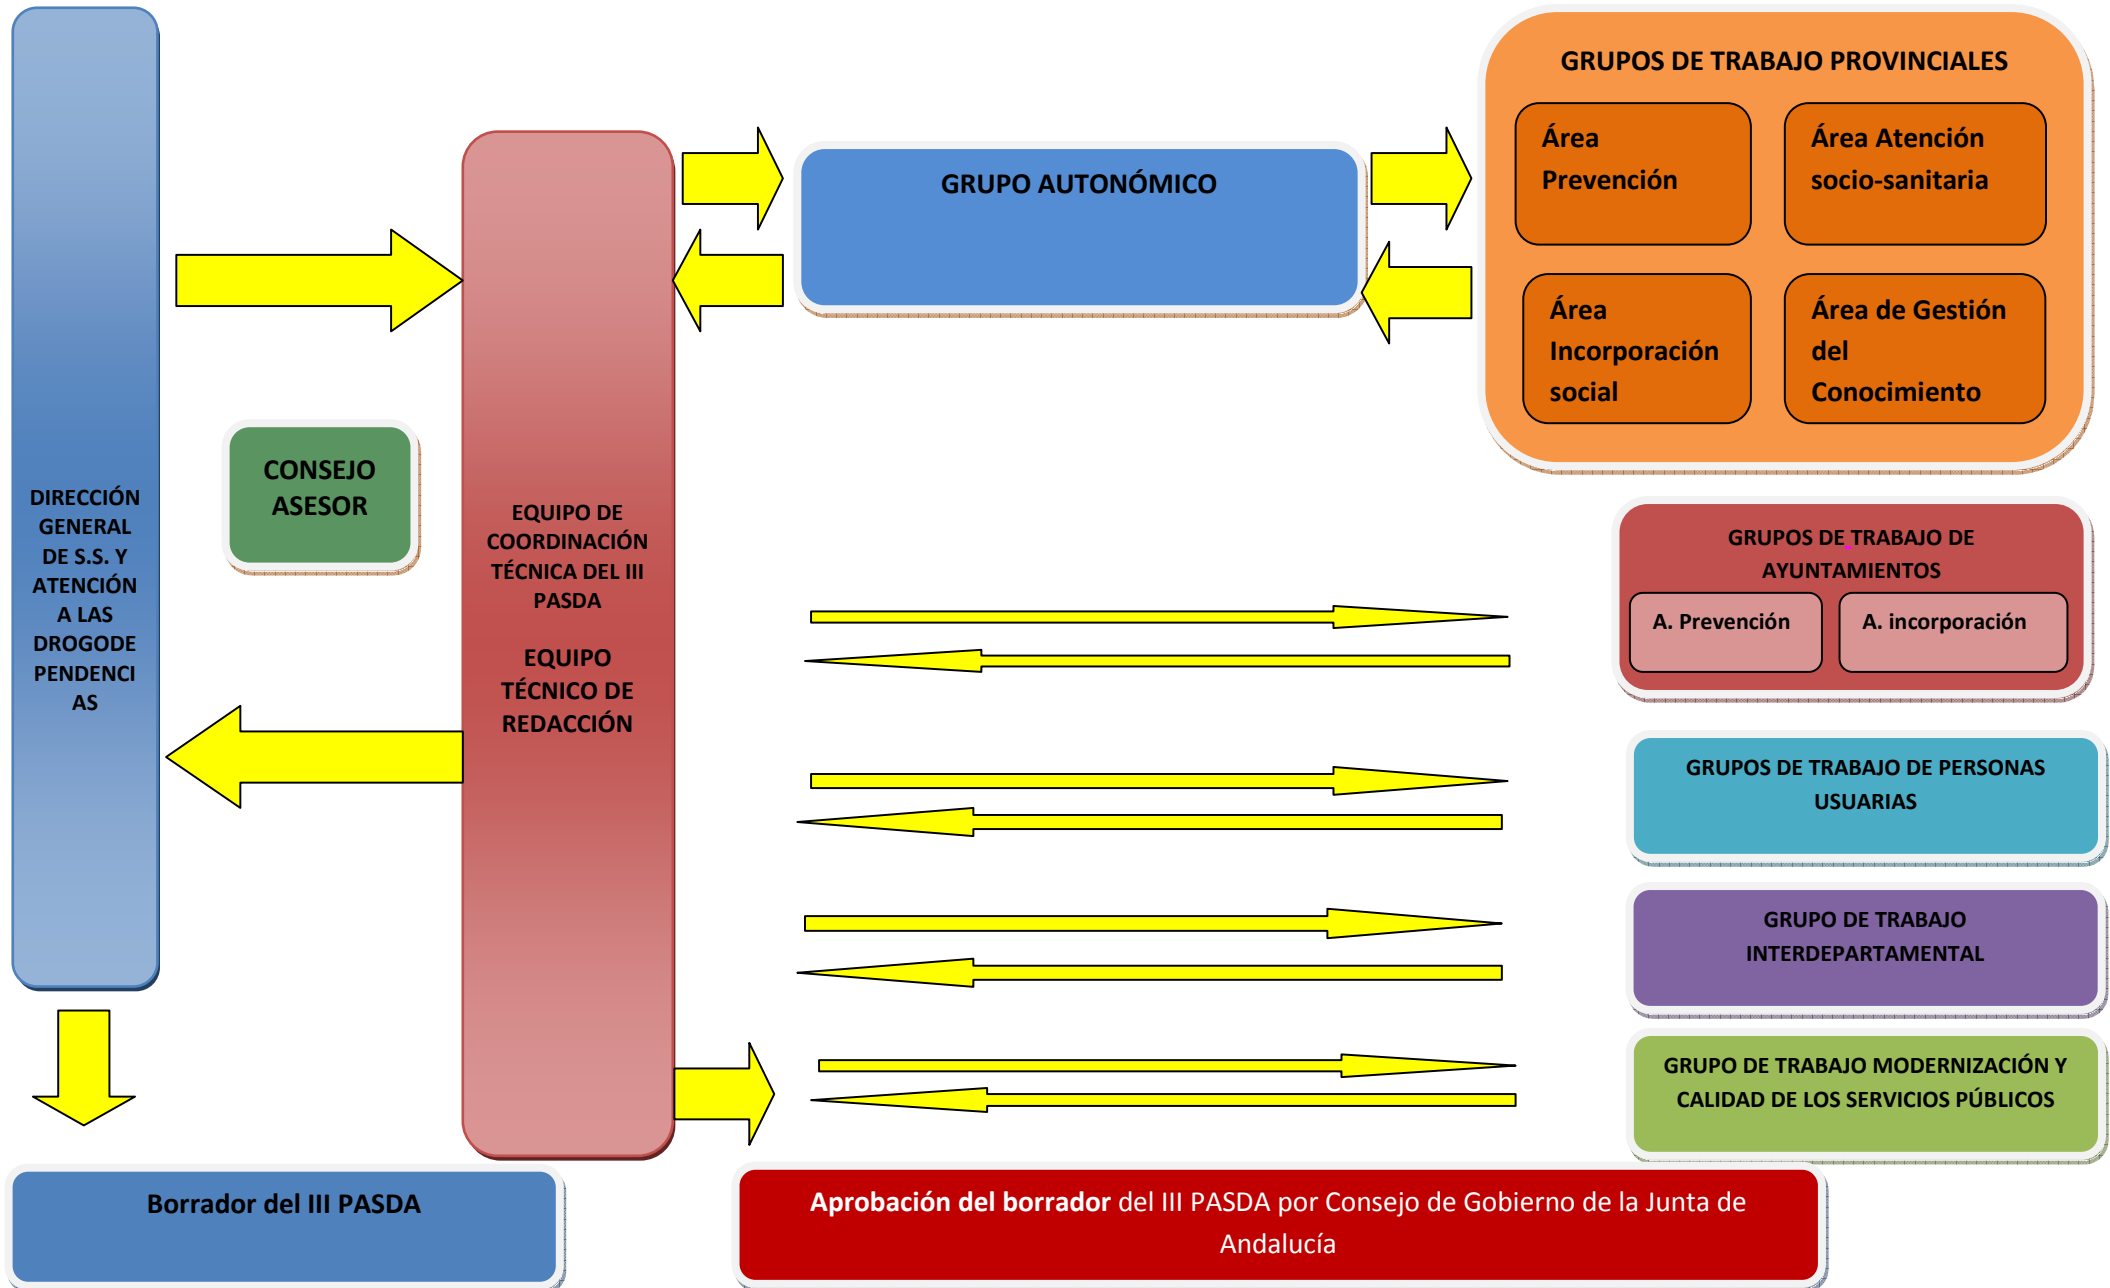 DIRECCIÓN
GENERAL
DE S.S. Y
ATENCIÓN
A LAS
DROGODE
PENDENCI
AS
CONSEJO
ASESOR
EQUIPO DE
COORDINACIÓN
TÉCNICA DEL III
PASDA
EQUIPO
TÉCNICO DE
REDACCIÓN
GRUPO AUTONÓMICO
GRUPOS DE TRABAJO PROVINCIALES
Área
Prevención
Área Atención
socio-sanitaria
Área
Incorporación
social
Área de Gestión
del
Conocimiento
GRUPOS DE TRABAJO DE
AYUNTAMIENTOS
A. Prevención
A. incorporación
GRUPOS DE TRABAJO DE PERSONAS
USUARIAS
GRUPO DE TRABAJO
INTERDEPARTAMENTAL
GRUPO DE TRABAJO MODERNIZACIÓN Y
CALIDAD DE LOS SERVICIOS PÚBLICOS
Borrador del III PASDA
Aprobación del borrador del III PASDA por Consejo de Gobierno de la Junta de
Andalucía